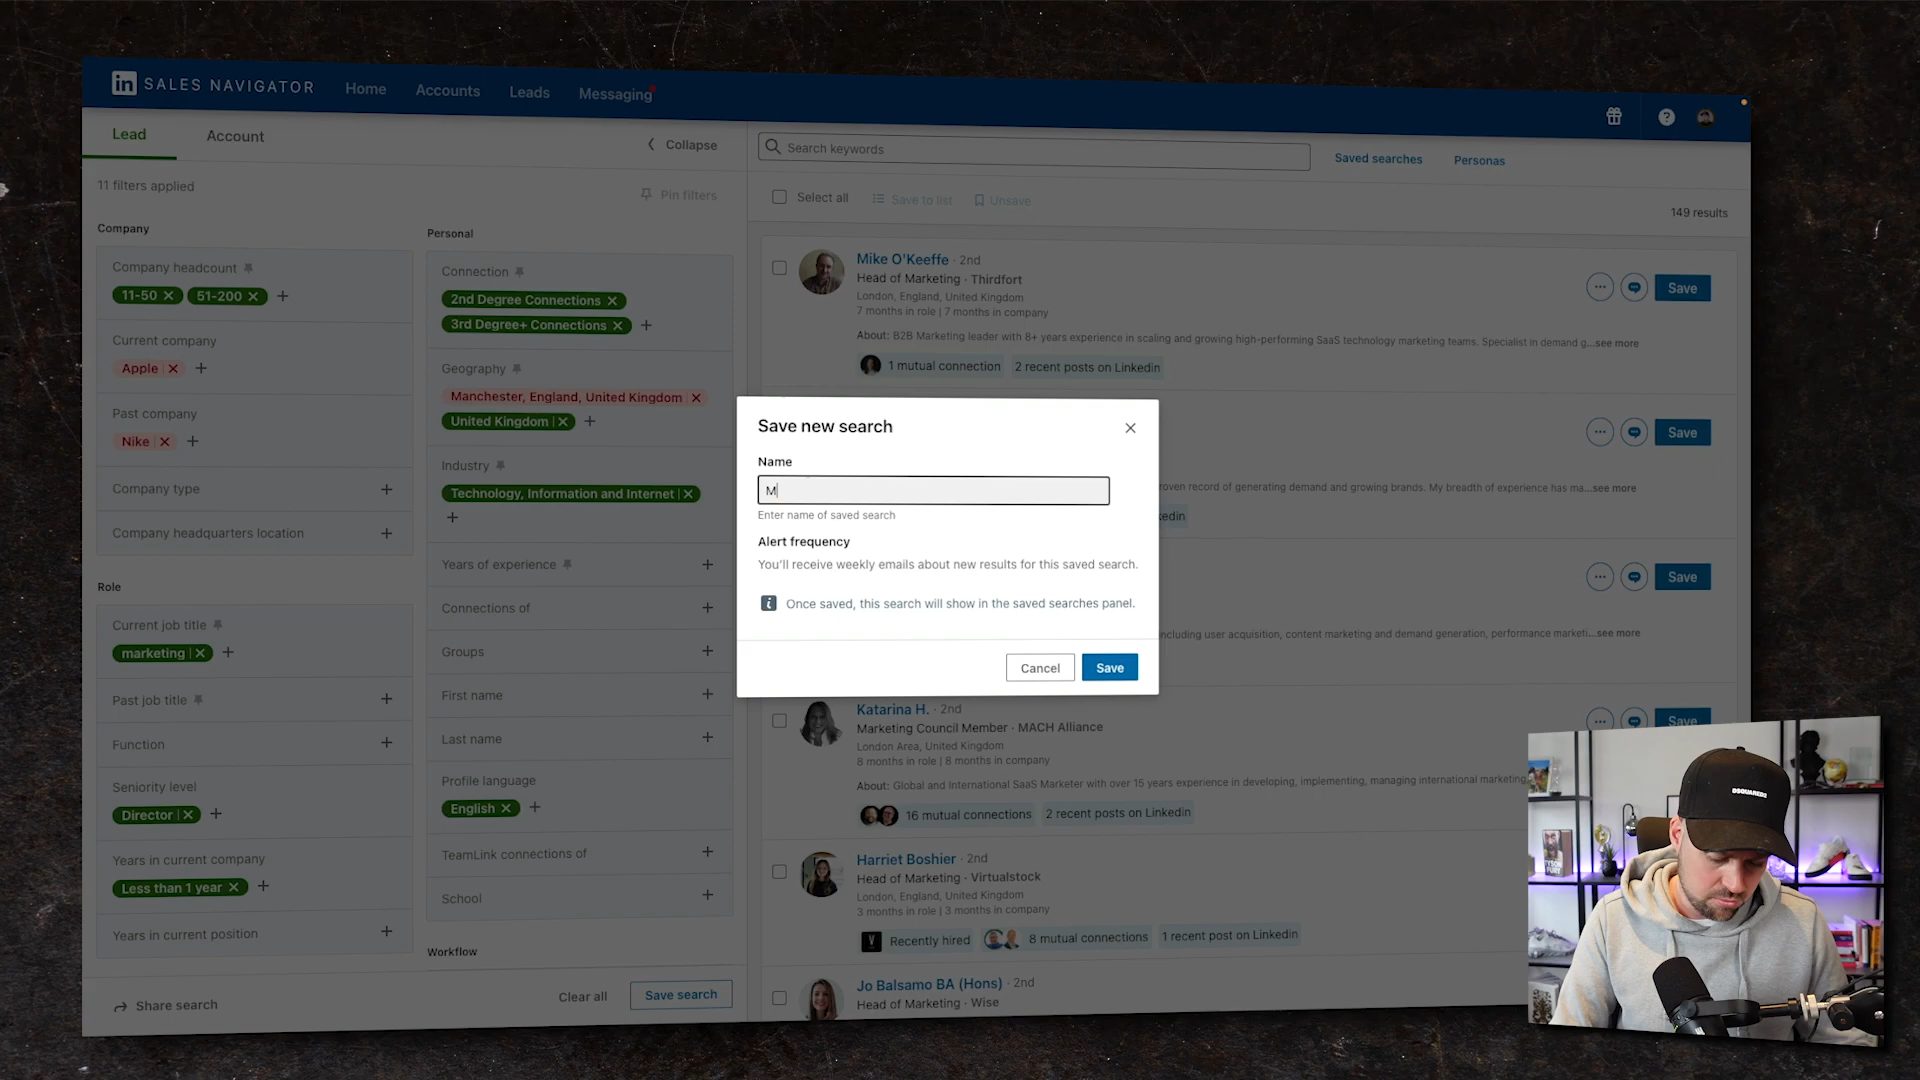 in SALES NAVIGATOR
Home
Accounts
Leads
Messaging
Lead
Account
Collapse
Search keywords
Saved searches
Personas
11 filters applied
Pin filters
Select all
Save to list
Unsave
149 results
Company
Company headcount
11-50
51-200
Current company
Apple
Past company
Nike
Company type
Company headquarters location
Role
Current job title
marketing
Past job title
Function
Seniority level
Director
Years in current company
Less than 1 year
Years in current position
Share search
Personal
Connection
2nd Degree Connections
3rd Degree+ Connections
Geography
Manchester, England, United Kingdom
United Kingdom
Industry
Technology, Information and Internet
Years of experience
Connections of
Groups
First name
Last name
Profile language
English
TeamLink connections of
School
Workflow
Clear all
Save search
Mike O'Keeffe · 2nd
Head of Marketing · Thirdfort
London, England, United Kingdom
7 months in role | 7 months in company
About: B2B Marketing leader with 8+ years experience in scaling and growing high-performing SaaS technology marketing teams. Specialist in demand g...see more
1 mutual connection
2 recent posts on Linkedin
Save
Save new search
Name
M
Enter name of saved search
Alert frequency
You'll receive weekly emails about new results for this saved search.
Once saved, this search will show in the saved searches panel.
Cancel
Save
Save
roven record of generating demand and growing brands. My breadth of experience has ma...see more
edin
Save
ncluding user acquisition, content marketing and demand generation, performance marketi...see more
Katarina H. · 2nd
Marketing Council Member · MACH Alliance
London Area, United Kingdom
8 months in role | 8 months in company
About: Global and International SaaS Marketer with over 15 years experience in developing, implementing, managing international marketing
16 mutual connections
2 recent posts on Linkedin
Save
Harriet Boshier · 2nd
Head of Marketing · Virtualstock
London, England, United Kingdom
3 months in role | 3 months in company
Recently hired
8 mutual connections
1 recent post on Linkedin
Jo Balsamo BA (Hons) · 2nd
Head of Marketing · Wise
DSQUARED2